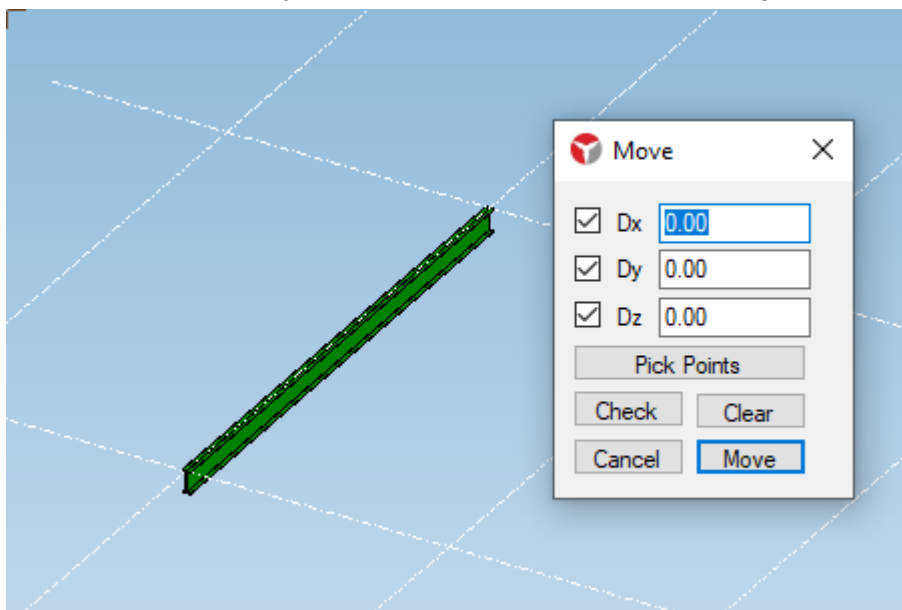 Move
Dx 0.00
Dy 0.00
Dz 0.00
Pick Points
Check Clear
Cancel Move